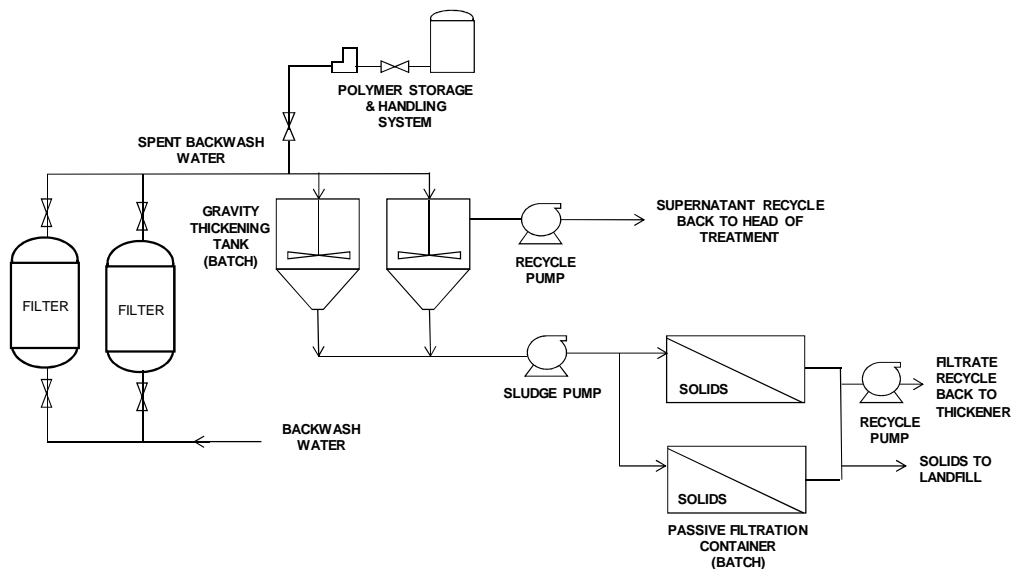 POLYMER STORAGE
& HANDLING
SYSTEM
SPENT BACKWASH
WATER
GRAVITY
THICKENING
TANK
(BATCH)
SUPERNATANT RECYCLE
BACK TO HEAD OF
TREATMENT
RECYCLE
PUMP
FILTER
FILTER
SLUDGE PUMP
SOLIDS
FILTRATE
RECYCLE
BACK TO
THICKENER
RECYCLE
PUMP
BACKWASH
WATER
SOLIDS TO
LANDFILL
SOLIDS
PASSIVE FILTRATION
CONTAINER
(BATCH)